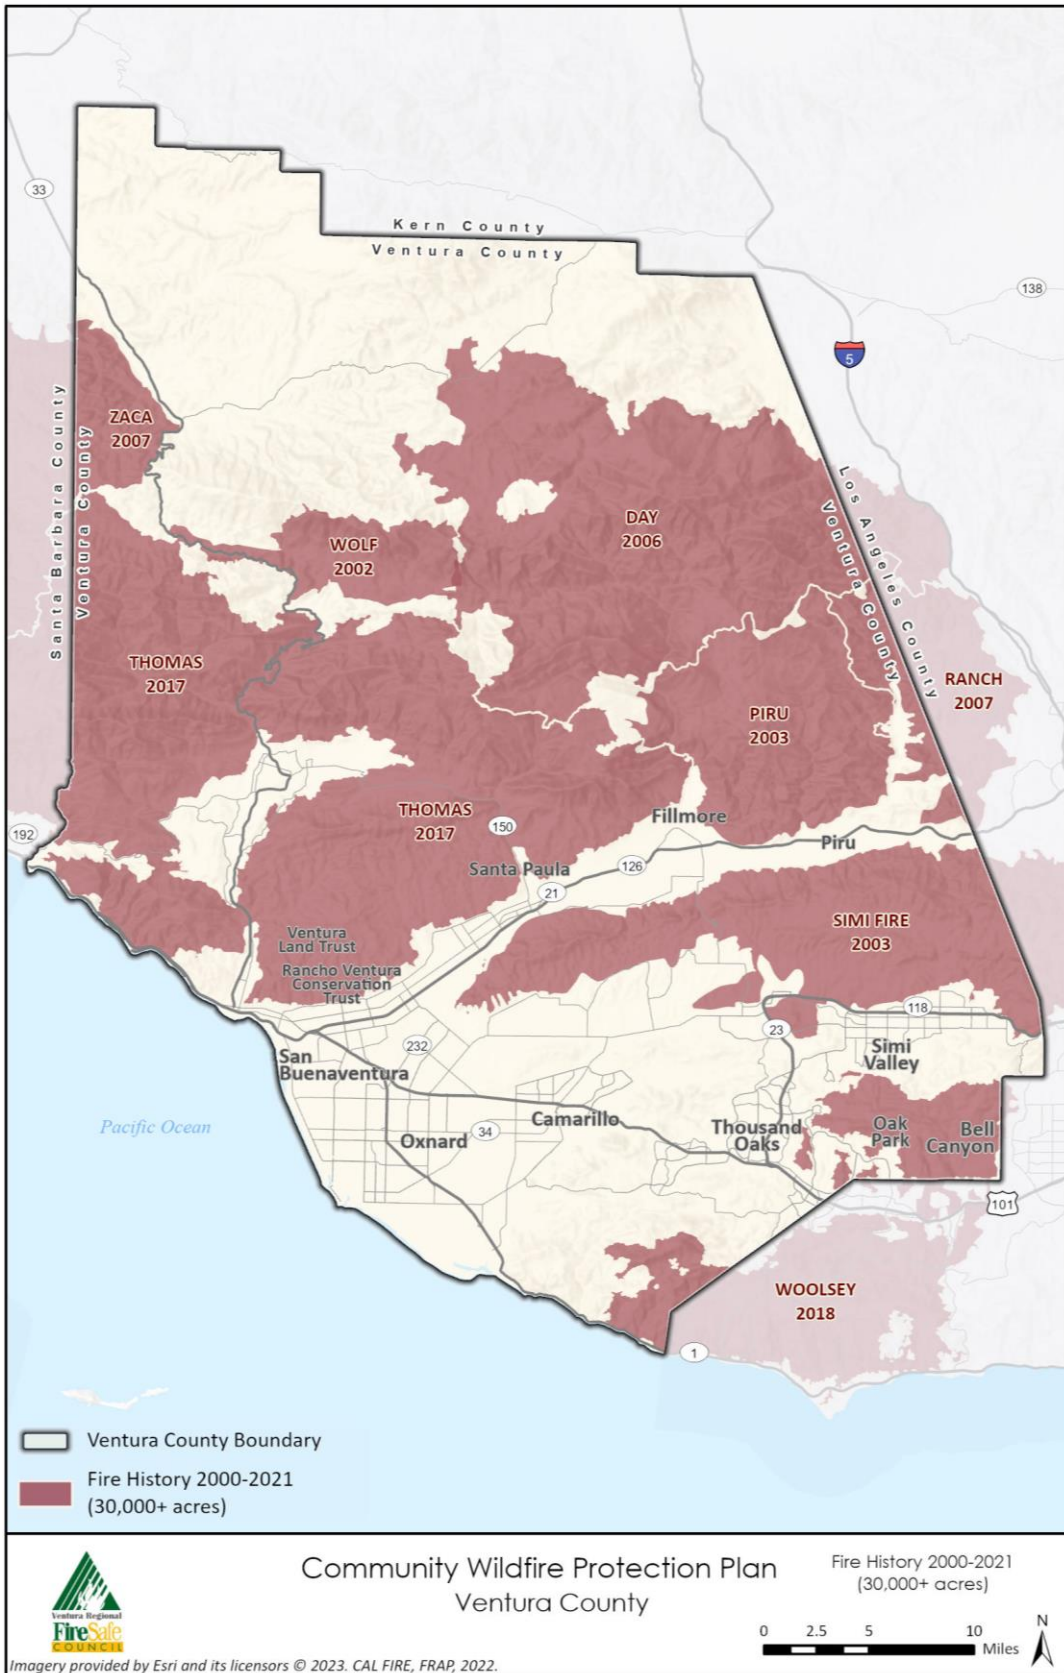 33
Kern County
Ventura County
138
5
Santa Barbara County
Ventura County
ZACA
2007
Los Angeles County
Ventura County
DAY
2006
WOLF
2002
THOMAS
2017
RANCH
2007
PIRU
2003
THOMAS
2017
150
Fillmore
192
Piru
126
Santa Paula
21
SIMI FIRE
2003
Ventura
Land Trust
Rancho Ventura
Conservation
Trust
118
23
232
Simi
Valley
San
Buenaventura
Pacific Ocean
Oxnard
34
Camarillo
Thousand
Oaks
Oak
Park
Bell
Canyon
101
WOOLSEY
2018
1
Ventura County Boundary
Fire History 2000-2021
(30,000+ acres)
Ventura Regional
FireSafe
COUNCIL
Community Wildfire Protection Plan
Ventura County
Fire History 2000-2021
(30,000+ acres)
0 2.5 5 10 Miles
N
Imagery provided by Esri and its licensors © 2023. CAL FIRE, FRAP, 2022.